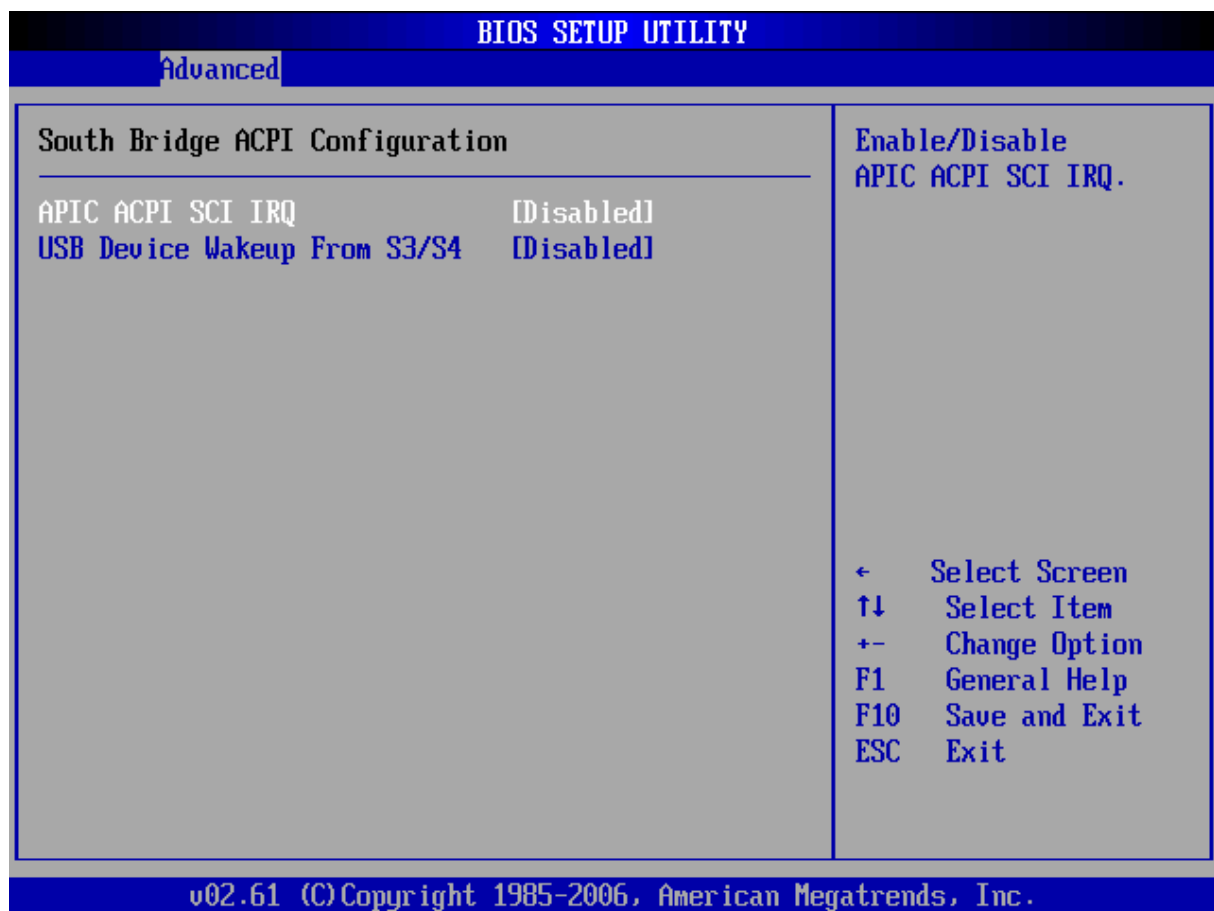 BIOS SETUP UTILITY
Advanced
South Bridge ACPI Configuration
APIC ACPI SCI IRQ [Disabled]
USB Device Wakeup From S3/S4 [Disabled]
Enable/Disable
APIC ACPI SCI IRQ.
← Select Screen
↑↓ Select Item
+- Change Option
F1 General Help
F10 Save and Exit
ESC Exit
v02.61 (C)Copyright 1985-2006, American Megatrends, Inc.